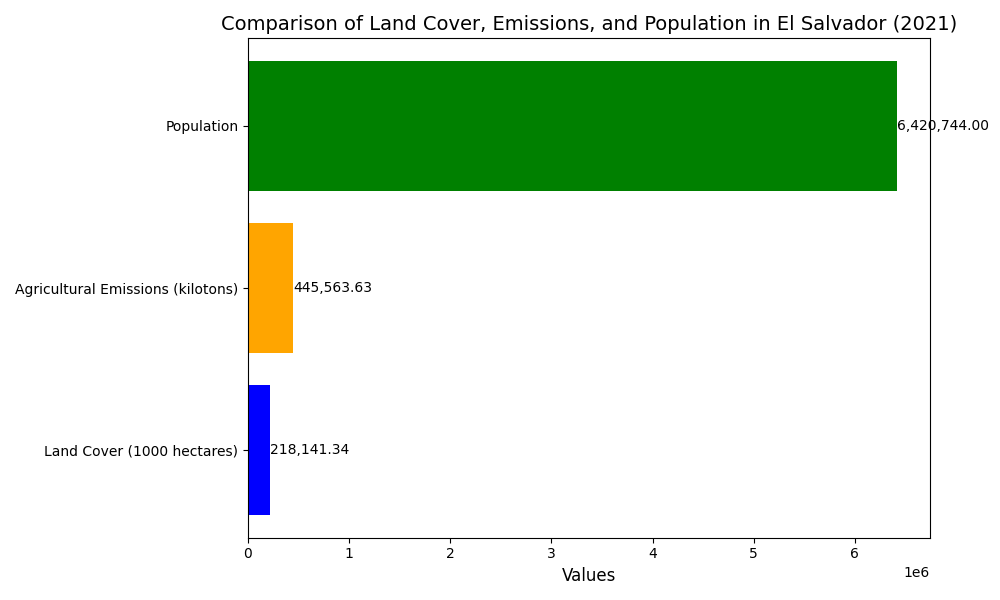 Comparison of Land Cover, Emissions, and Population in El Salvador (2021)
Population
6,420,744.00
Agricultural Emissions (kilotons)
445,563.63
Land Cover (1000 hectares)
218,141.34
0 1 2 3 4 5 6
1e6
Values